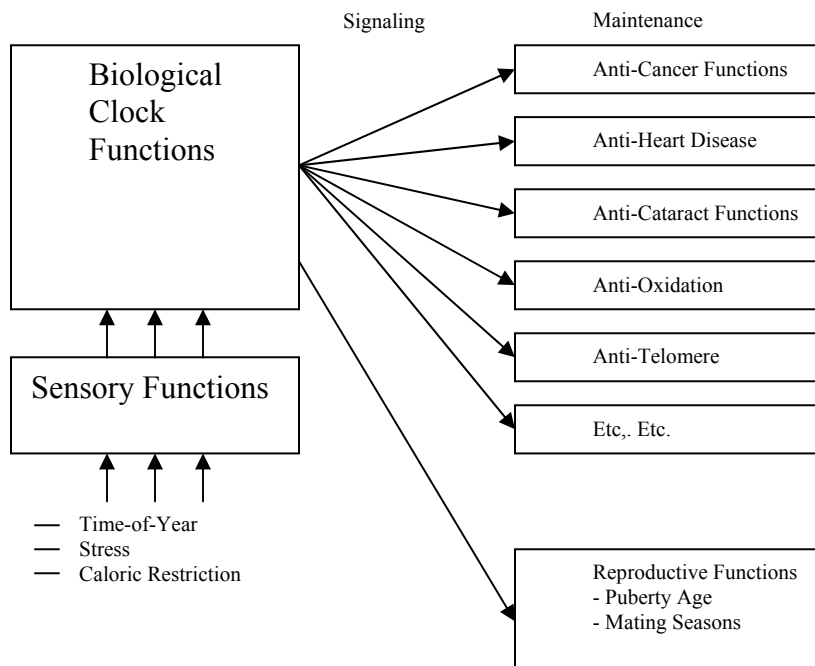 Signaling
Maintenance
Biological
Clock
Functions
Anti-Cancer Functions
Anti-Heart Disease
Anti-Cataract Functions
Anti-Oxidation
Anti-Telomere
Etc,. Etc.
Sensory Functions
— Time-of-Year
— Stress
— Caloric Restriction
Reproductive Functions
- Puberty Age
- Mating Seasons